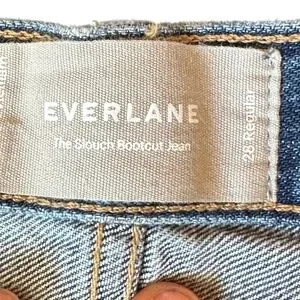 EVERLANE
The Slouch Bootcut Jean
28 Regular